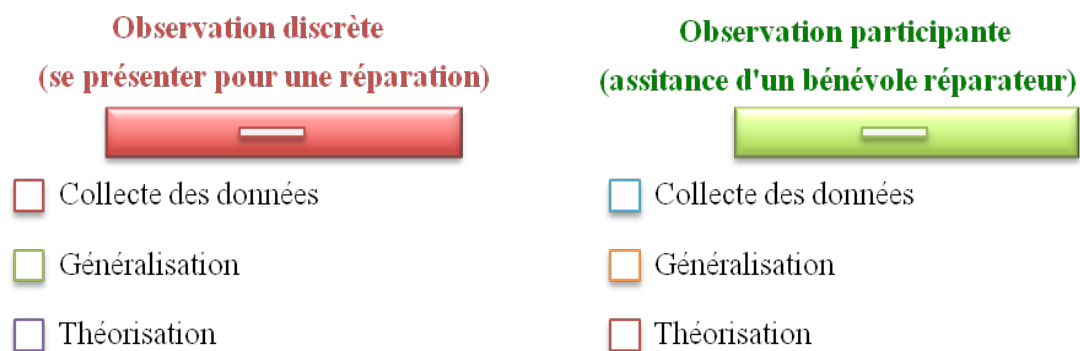 Observation discrète
(se présenter pour une réparation)
Collecte des données
Généralisation
Théorisation
Observation participante
(assitance d'un bénévole réparateur)
Collecte des données
Généralisation
Théorisation